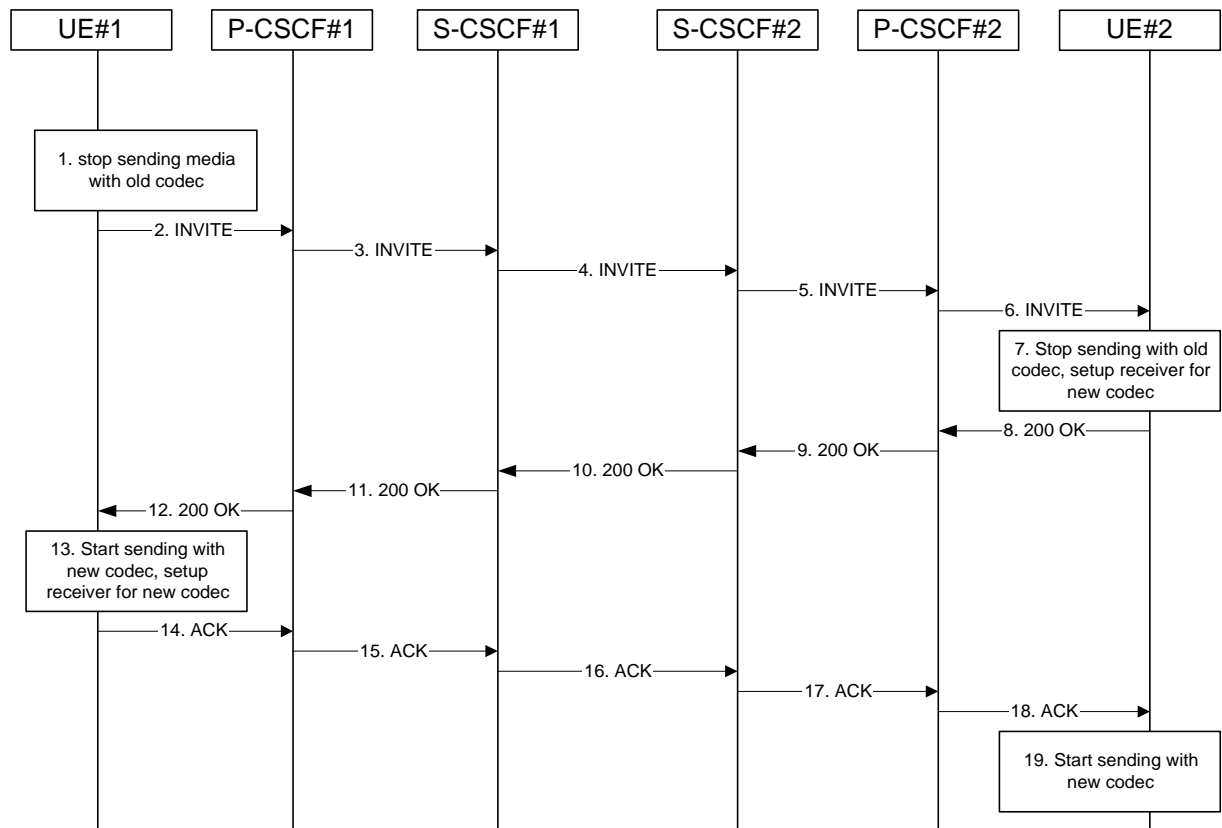 UE#1
P-CSCF#1
S-CSCF#1
S-CSCF#2
P-CSCF#2
UE#2
1. stop sending media
with old codec
2. INVITE
3. INVITE
4. INVITE
5. INVITE
6. INVITE
7. Stop sending with old
codec, setup receiver for
new codec
8. 200 OK
9. 200 OK
10. 200 OK
11. 200 OK
12. 200 OK
13. Start sending with
new codec, setup
receiver for new codec
14. ACK
15. ACK
16. ACK
17. ACK
18. ACK
19. Start sending with
new codec